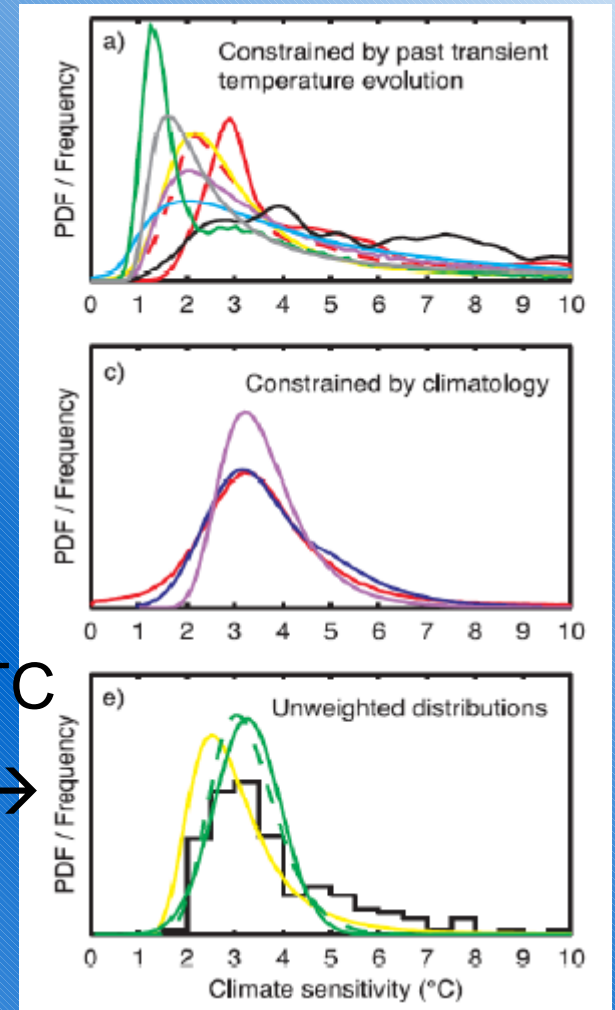 a)
Constrained by past transient
temperature evolution
PDF / Frequency
0 1 2 3 4 5 6 7 8 9 10
c)
Constrained by climatology
PDF / Frequency
0 1 2 3 4 5 6 7 8 9 10
TC
→
e)
Unweighted distributions
PDF / Frequency
0 1 2 3 4 5 6 7 8 9 10
Climate sensitivity (°C)